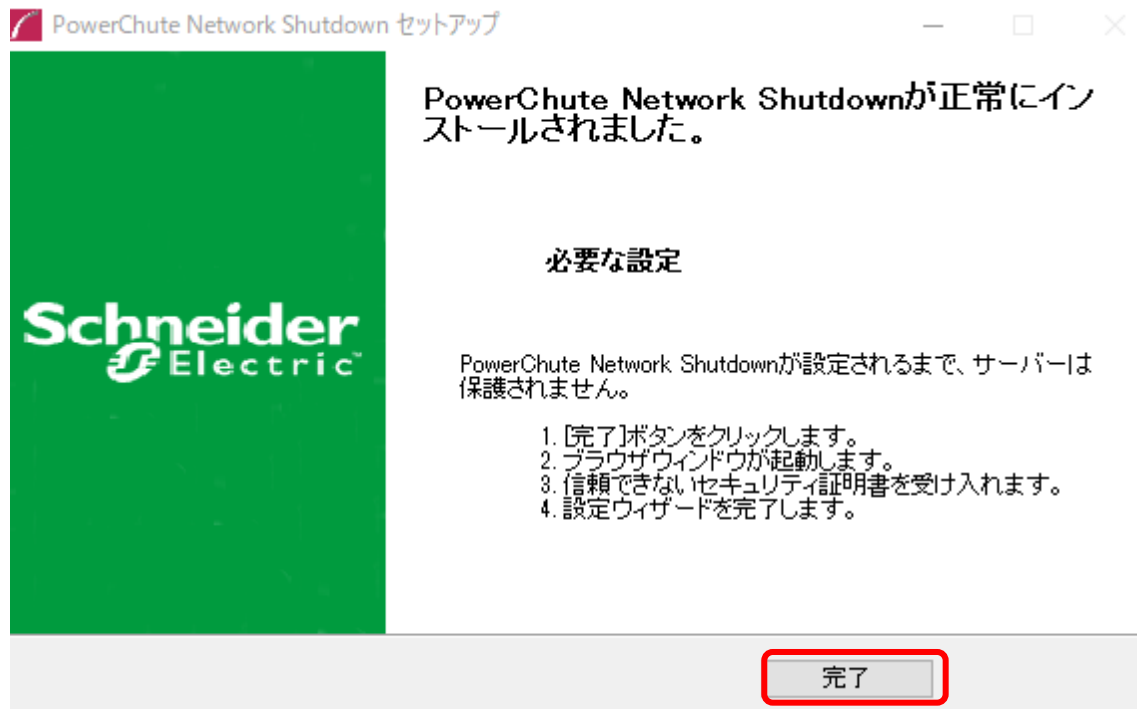 PowerChute Network Shutdown セットアップ
PowerChute Network Shutdownが正常にイン
ストールされました。
必要な設定
Schneider
Electric™
PowerChute Network Shutdownが設定されるまで、サーバーは
保護されません。
1. [完了]ボタンをクリックします。
2. ブラウザウィンドウが起動します。
3. 信頼できないセキュリティ証明書を受け入れます。
4. 設定ウィザードを完了します。
完了